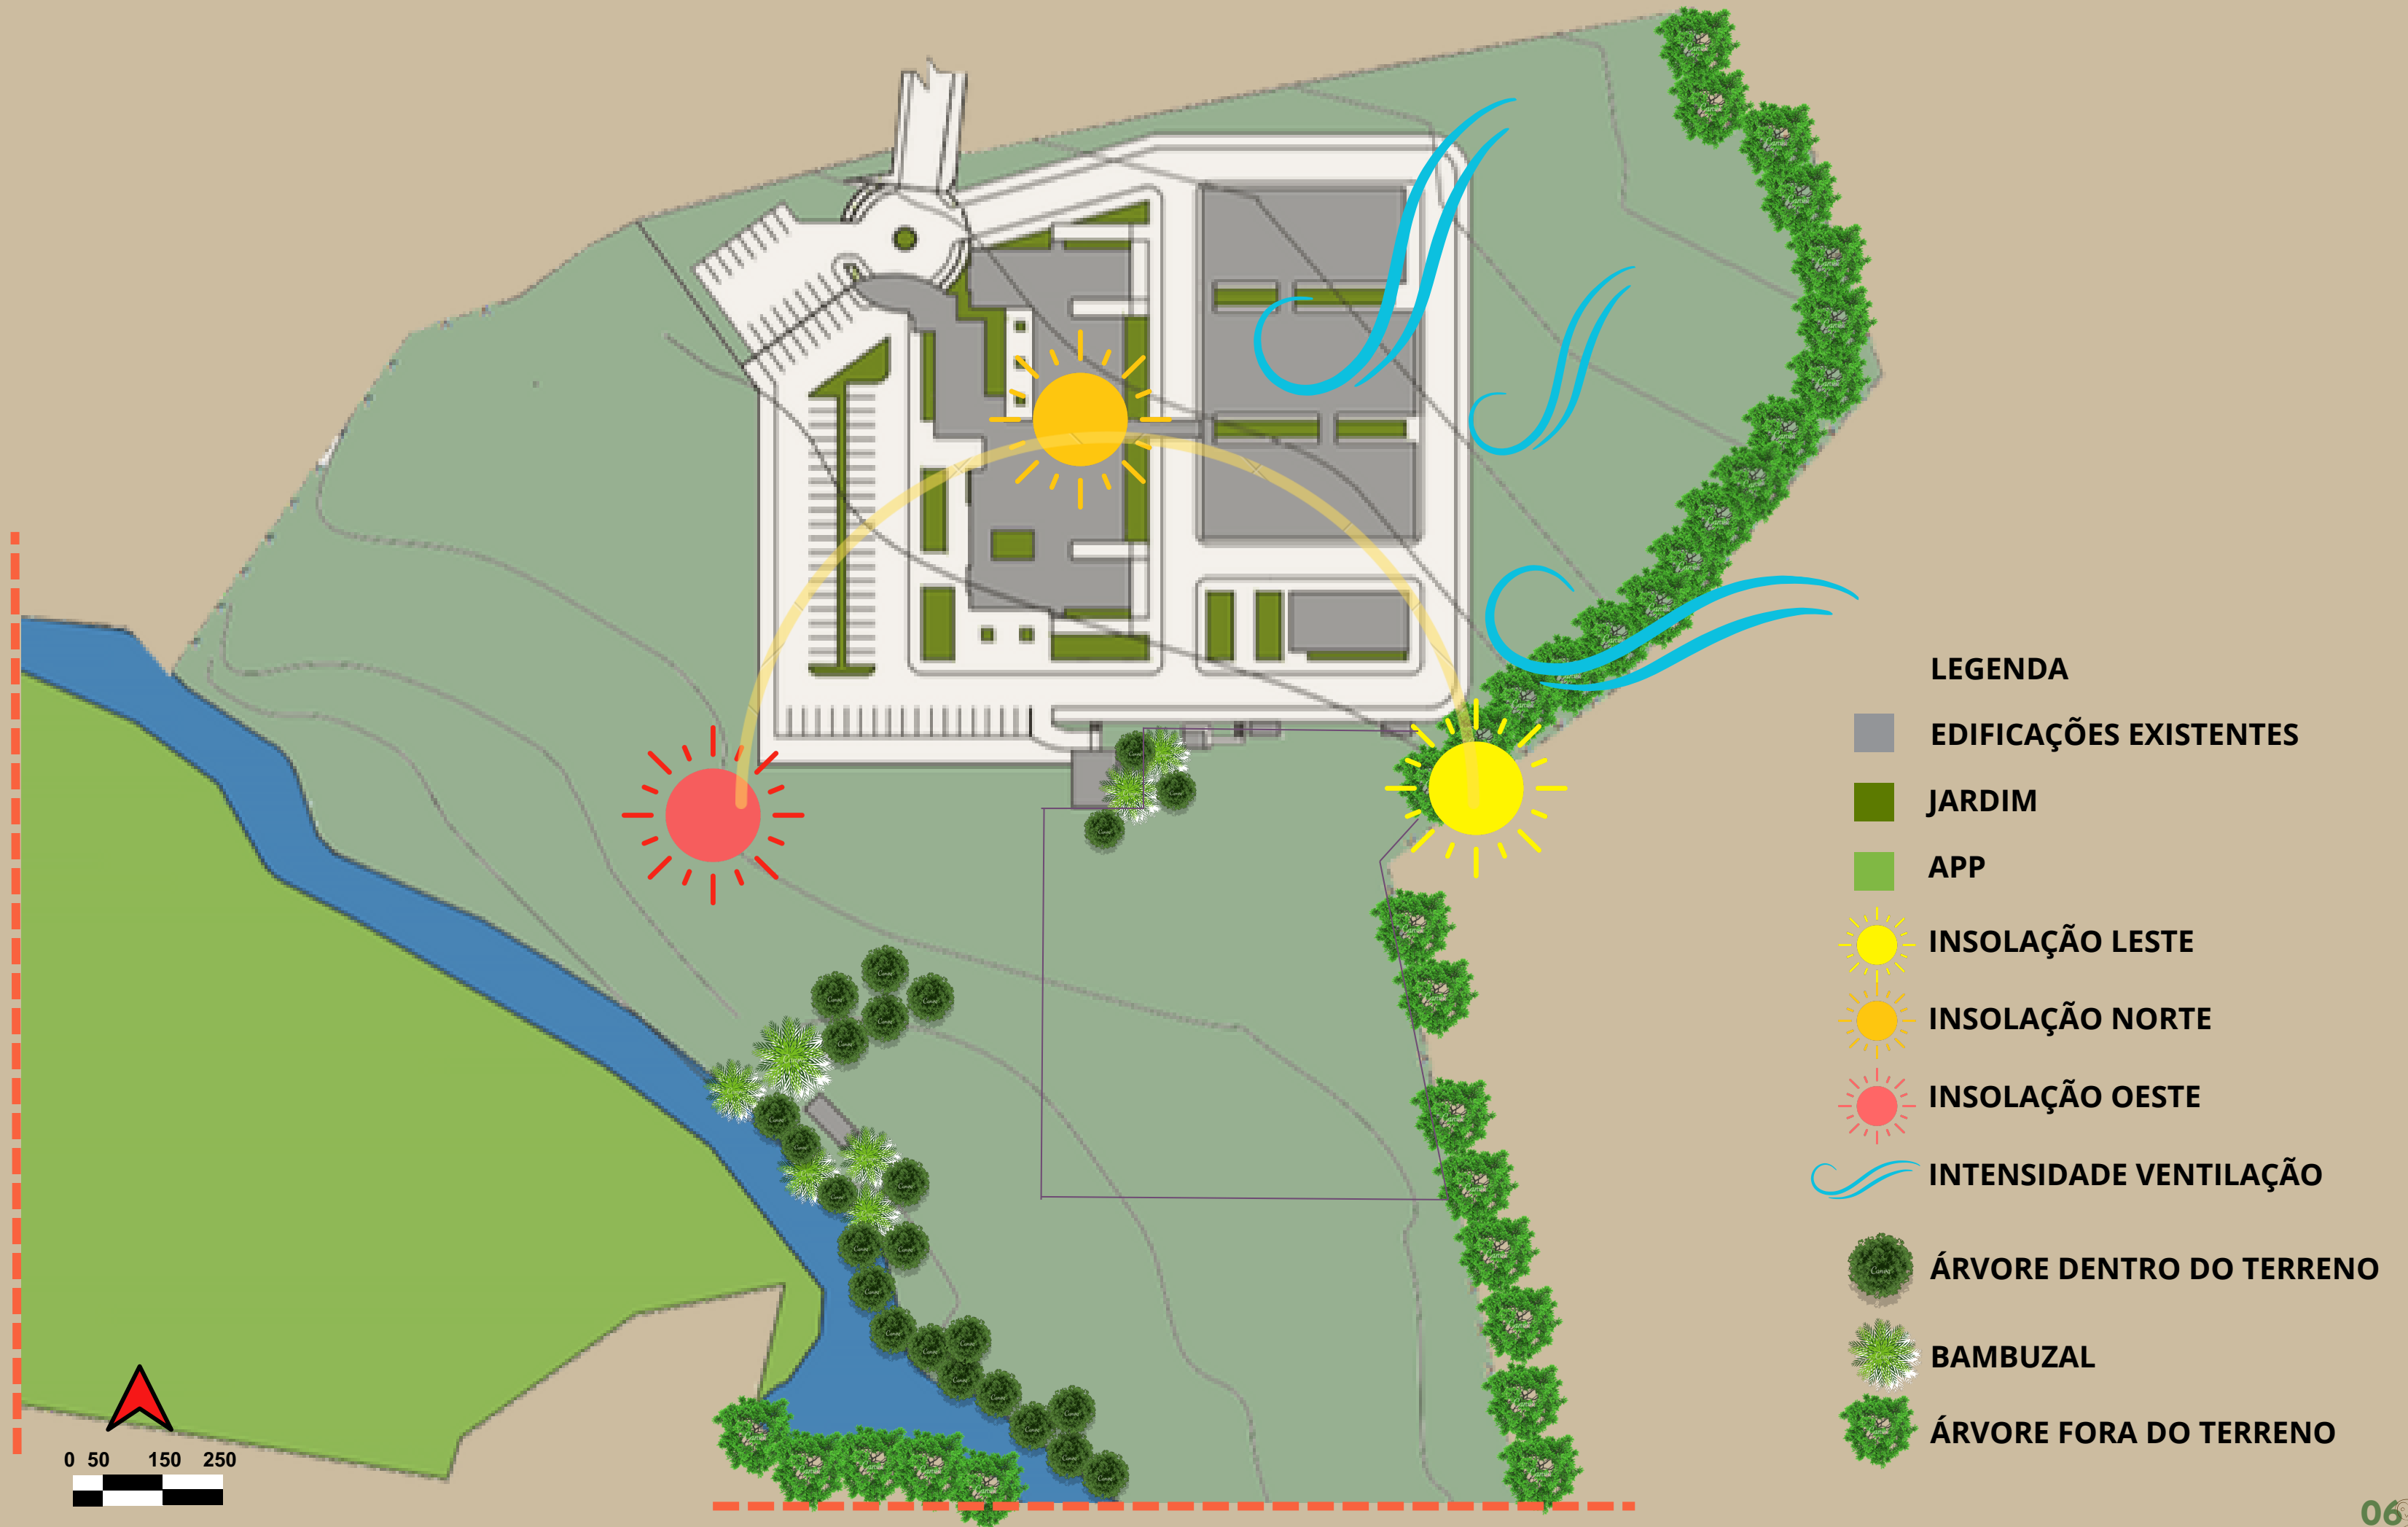 LEGENDA
EDIFICAÇÕES EXISTENTES
JARDIM
APP
INSOLAÇÃO LESTE
INSOLAÇÃO NORTE
INSOLAÇÃO OESTE
INTENSIDADE VENTILAÇÃO
ÁRVORE DENTRO DO TERRENO
BAMBUZAL
ÁRVORE FORA DO TERRENO
0 50 150 250
06